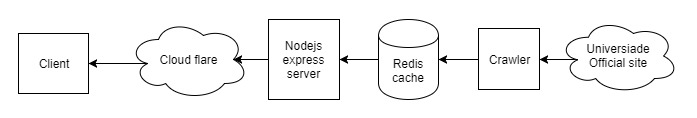 Client
Cloud flare
Nodejs
express
server
Redis
cache
Crawler
Universiade
Official site